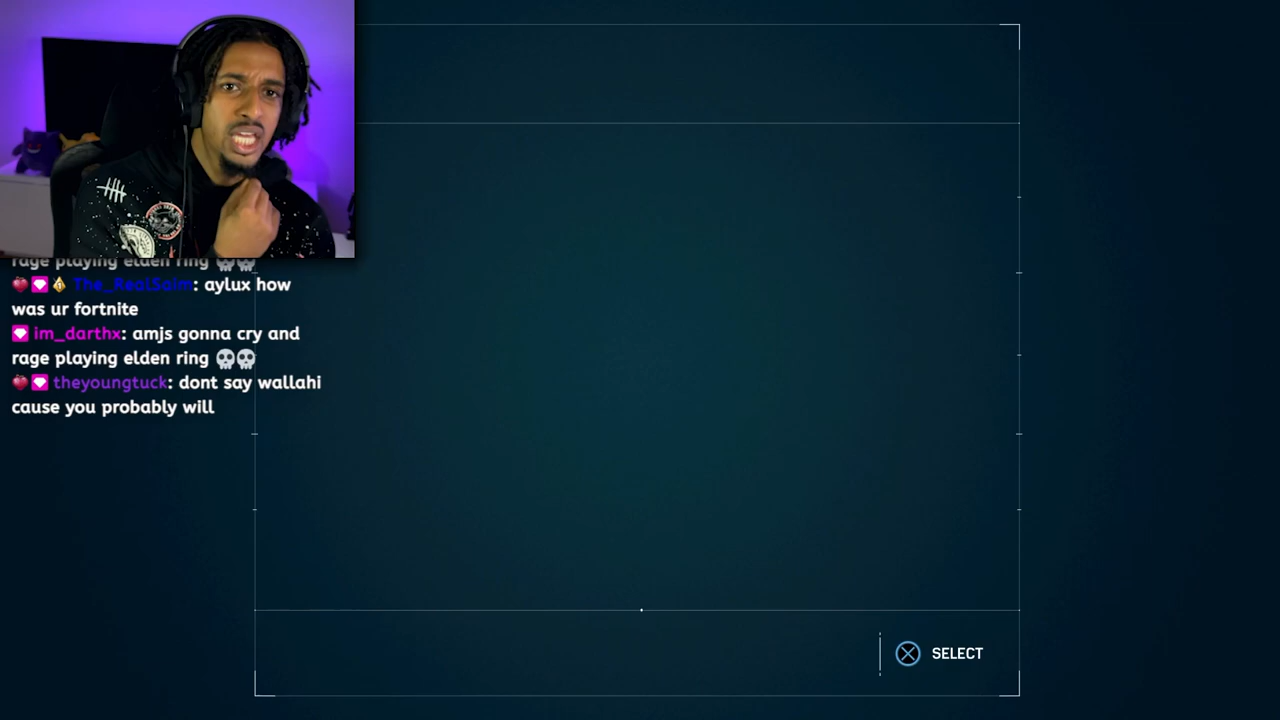 rage playing elden ring 💀💀
The_RealSaim: aylux how
was ur fortnite
im_darthx: amjs gonna cry and
rage playing elden ring 💀💀
theyoungtuck: dont say wallahi
cause you probably will
SELECT